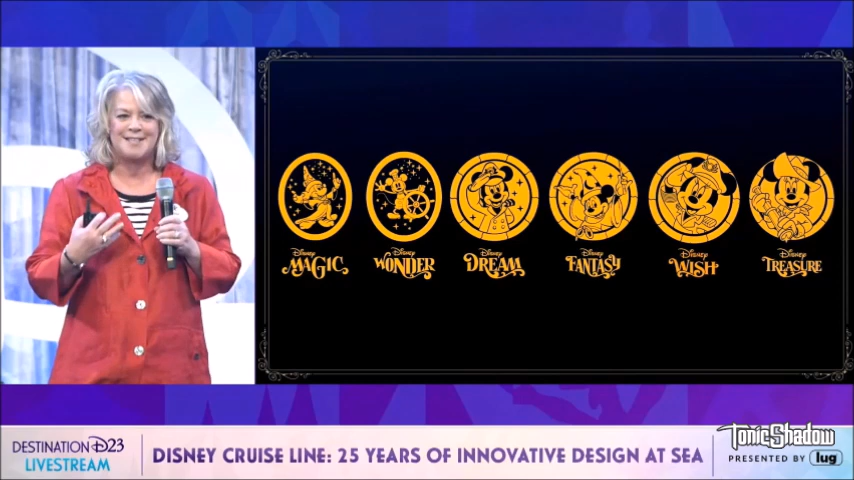 Disney
MAGIC
Disney
WONDER
Disney
DREAM
Disney
FANTASY
Disney
WISH
Disney
TREASURE
DESTINATION D23
LIVESTREAM
DISNEY CRUISE LINE: 25 YEARS OF INNOVATIVE DESIGN AT SEA
TonicShadow
PRESENTED BY lug